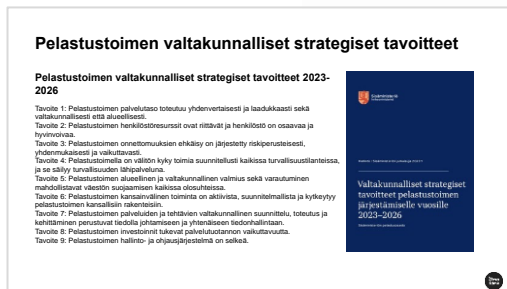 Pelastustoimen valtakunnalliset strategiset tavoitteet
Pelastustoimen valtakunnalliset strategiset tavoitteet 2023-
2026
Tavoite 1: Pelastustoimen palvelutaso toteutuu yhdenvertaisesti ja laadukkaasti sekä
valtakunnallisesti että alueellisesti.
Tavoite 2: Pelastustoimen henkilöstöresurssit ovat riittävät ja henkilöstö on osaavaa ja
hyvinvoivaa.
Tavoite 3: Pelastustoimen onnettomuuksien ehkäisy on järjestetty riskiperusteisesti,
yhdenmukaisesti ja vaikuttavasti.
Tavoite 4: Pelastustoimella on välitön kyky toimia suunnitellusti kaikissa turvallisuustilanteissa,
ja se säilyy turvallisuuden lähipalveluna.
Tavoite 5: Pelastustoimen alueellinen ja valtakunnallinen valmius sekä varautuminen
mahdollistavat väestön suojaamisen kaikissa olosuhteissa.
Tavoite 6: Pelastustoimen kansainvälinen toiminta on aktiivista, suunnitelmallista ja kytkeytyy
pelastustoimen kansallisiin rakenteisiin.
Tavoite 7: Pelastustoimen palveluiden ja tehtävien valtakunnallinen suunnittelu, toteutus ja
kehittäminen perustuvat tiedolla johtamiseen ja yhtenäiseen tiedonhallintaan.
Tavoite 8: Pelastustoimen investoinnit tukevat palvelutuotannon vaikuttavuutta.
Tavoite 9: Pelastustoimen hallinto- ja ohjausjärjestelmä on selkeä.
Sisäministeriö
Valtakunnalliset strategiset
tavoitteet pelastustoimen
järjestämiselle vuosille
2023–2026